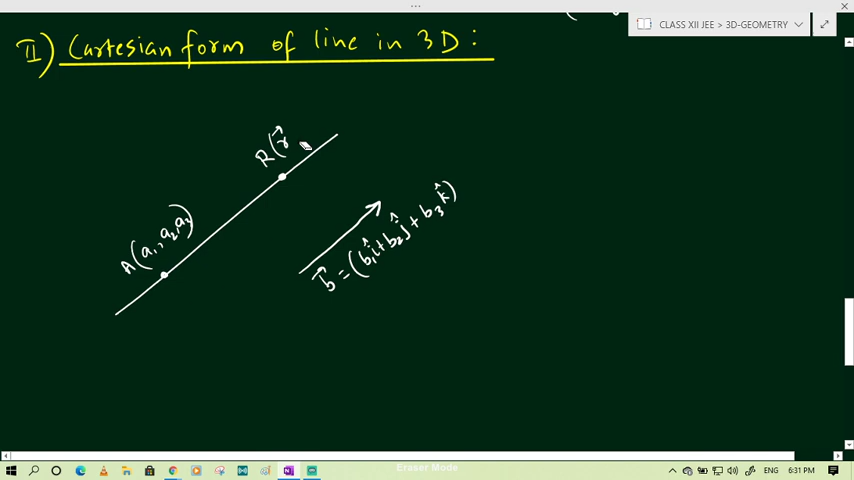 CLASS XII JEE > 3D-GEOMETRY
II) Cartesian form of line in 3D :
R(r⃗
A(a₁, a₂, a₃)
b⃗ = (b₁î + b₂ĵ + b₃k̂)
Eraser Mode
ENG 6:31 PM